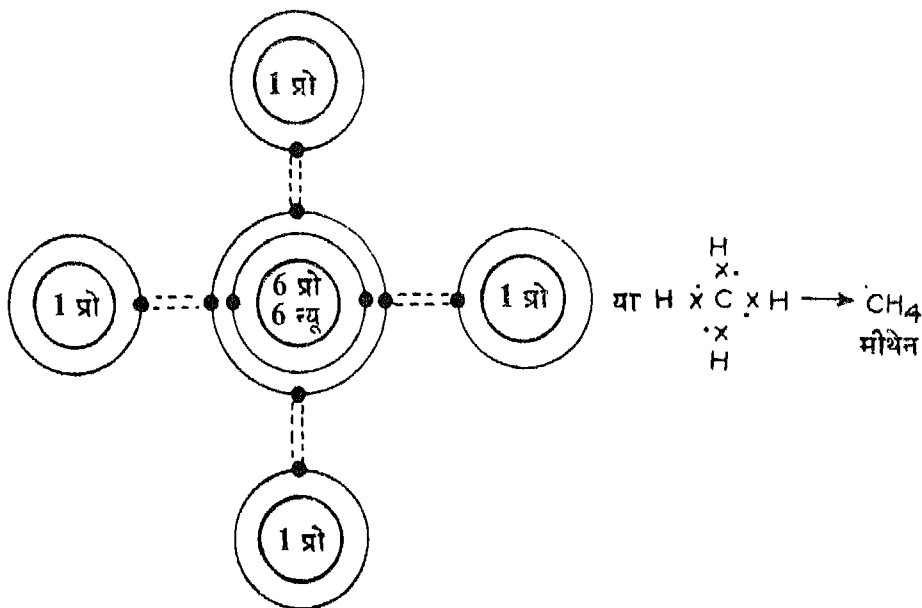 1 प्रो
1 प्रो
6 प्रो
6 न्यू
1 प्रो
1 प्रो
या
H
H x C x H → CH4
x
H
मीथेन